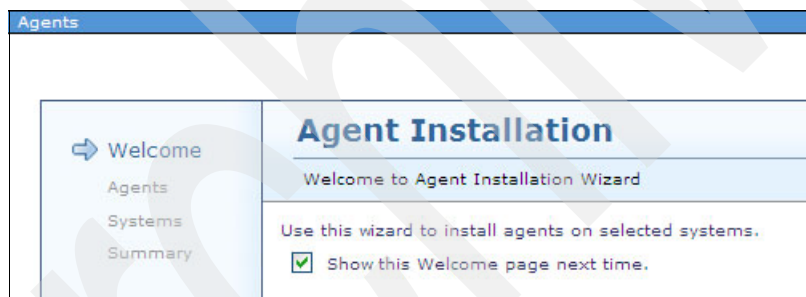 Agents
Welcome
Agents
Systems
Summary
Agent Installation
Welcome to Agent Installation Wizard
Use this wizard to install agents on selected systems.
Show this Welcome page next time.